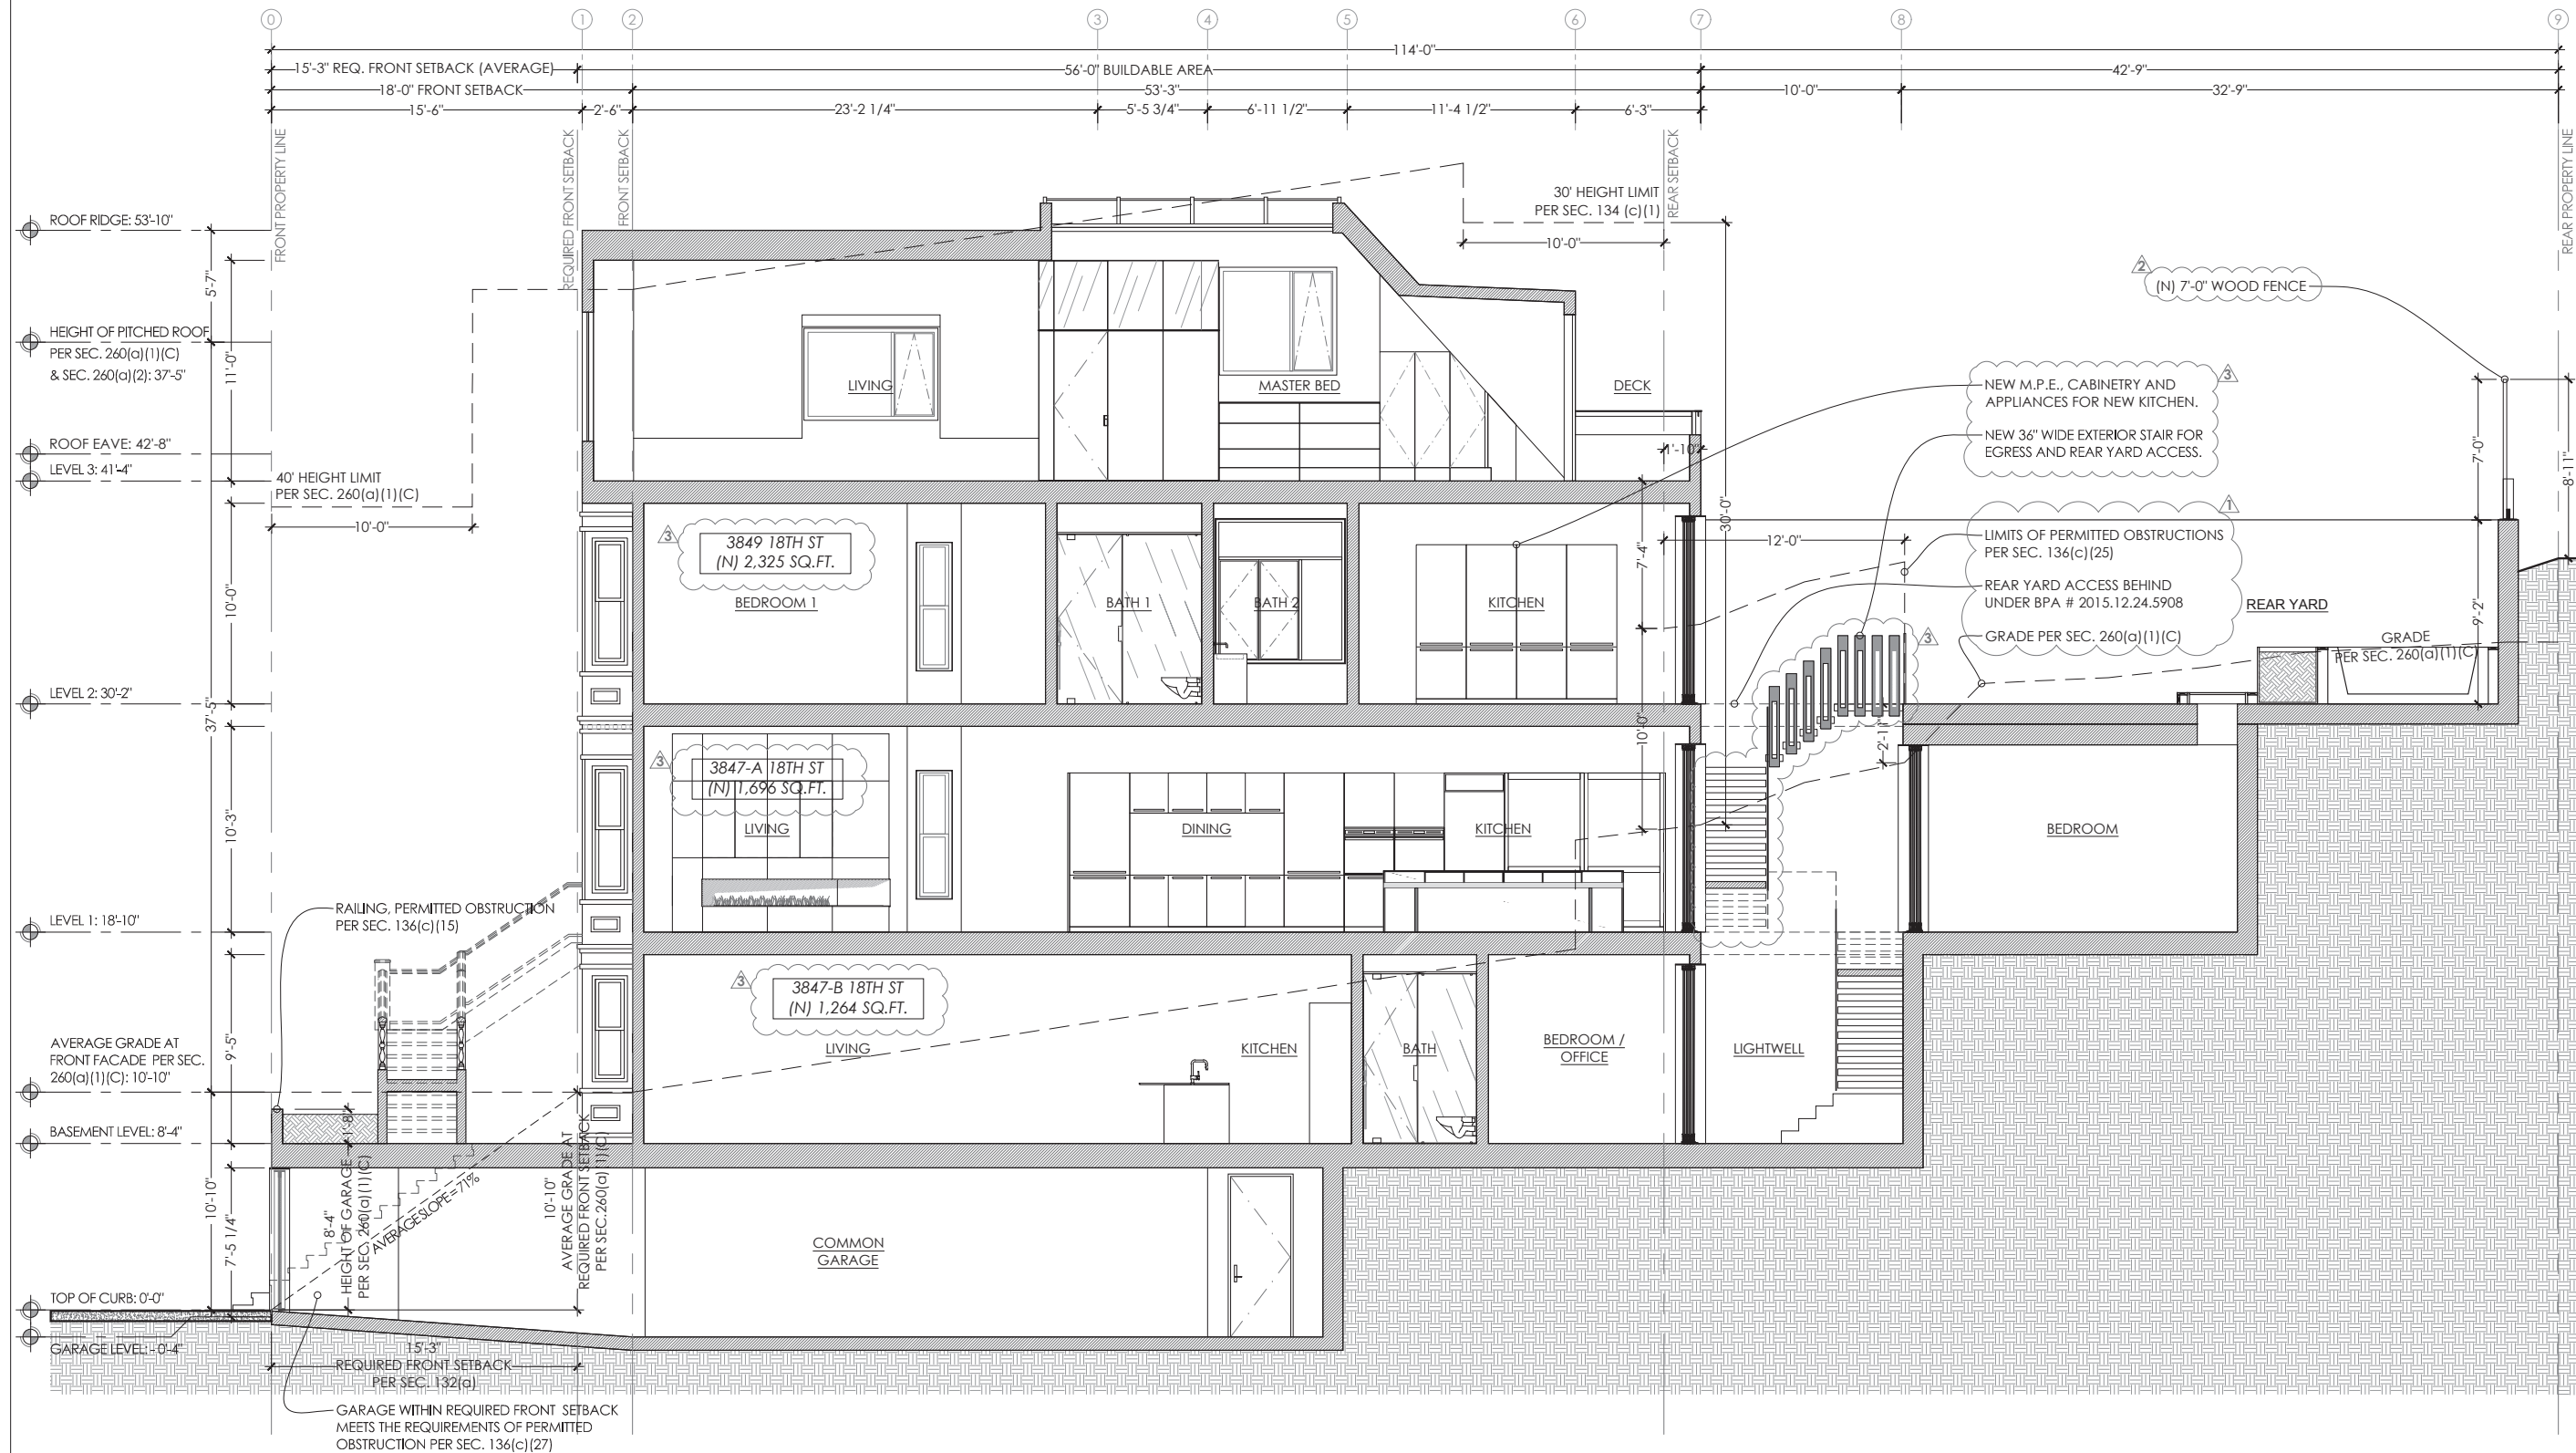 0 1 2 3 4 5 6 7 8 9
114'-0"
15'-3" REQ. FRONT SETBACK (AVERAGE) 56'-0" BUILDABLE AREA 42'-9"
18'-0" FRONT SETBACK 53'-3" 10'-0" 32'-9"
15'-6" 2'-6" 23'-2 1/4" 5'-5 3/4" 6'-11 1/2" 11'-4 1/2" 6'-3"
FRONT PROPERTY LINE
REQUIRED FRONT SETBACK
FRONT SETBACK
REAR SETBACK
REAR PROPERTY LINE
30' HEIGHT LIMIT
PER SEC. 134 (c)(1)
10'-0"
ROOF RIDGE: 53'-10"
5'-7"
HEIGHT OF PITCHED ROOF
PER SEC. 260(a)(1)(C)
& SEC. 260(a)(2): 37'-5"
11'-0"
ROOF EAVE: 42'-8"
LEVEL 3: 41'-4"
40' HEIGHT LIMIT
PER SEC. 260(a)(1)(C)
10'-0"
LIVING
MASTER BED
DECK
1'-10"
2
(N) 7'-0" WOOD FENCE
3
NEW M.P.E., CABINETRY AND
APPLIANCES FOR NEW KITCHEN.
NEW 36" WIDE EXTERIOR STAIR FOR
EGRESS AND REAR YARD ACCESS.
1
LIMITS OF PERMITTED OBSTRUCTIONS
PER SEC. 136(c)(25)
REAR YARD ACCESS BEHIND
UNDER BPA # 2015.12.24.5908
GRADE PER SEC. 260(a)(1)(C)
3
7'-0"
8'-11"
9'-2"
REAR YARD
GRADE
PER SEC. 260(a)(1)(C)
30'-0"
7'-4"
12'-0"
10'-0"
3
3849 18TH ST
(N) 2,325 SQ.FT.
BEDROOM 1
BATH 1
BATH 2
KITCHEN
LEVEL 2: 30'-2"
37'-5"
10'-0"
2'-1"
3
3847-A 18TH ST
(N) 1,696 SQ.FT.
LIVING
DINING
KITCHEN
BEDROOM
10'-3"
RAILING, PERMITTED OBSTRUCTION
PER SEC. 136(c)(15)
LEVEL 1: 18'-10"
3
3847-B 18TH ST
(N) 1,264 SQ.FT.
LIVING
KITCHEN
BATH
BEDROOM /
OFFICE
LIGHTWELL
9'-5"
AVERAGE GRADE AT
FRONT FACADE PER SEC.
260(a)(1)(C): 10'-10"
BASEMENT LEVEL: 8'-4"
1'-8"
10'-10"
7'-5 1/4"
8'-4"
HEIGHT OF GARAGE
PER SEC. 260(a)(1)(C)
AVERAGE SLOPE = 71%
10'-10"
AVERAGE GRADE AT
REQUIRED FRONT SETBACK
PER SEC.260(a)(1)(C)
COMMON
GARAGE
TOP OF CURB: 0'-0"
GARAGE LEVEL: - 0'-4"
15'-3"
REQUIRED FRONT SETBACK
PER SEC. 132(a)
GARAGE WITHIN REQUIRED FRONT SETBACK
MEETS THE REQUIREMENTS OF PERMITTED
OBSTRUCTION PER SEC. 136(c)(27)